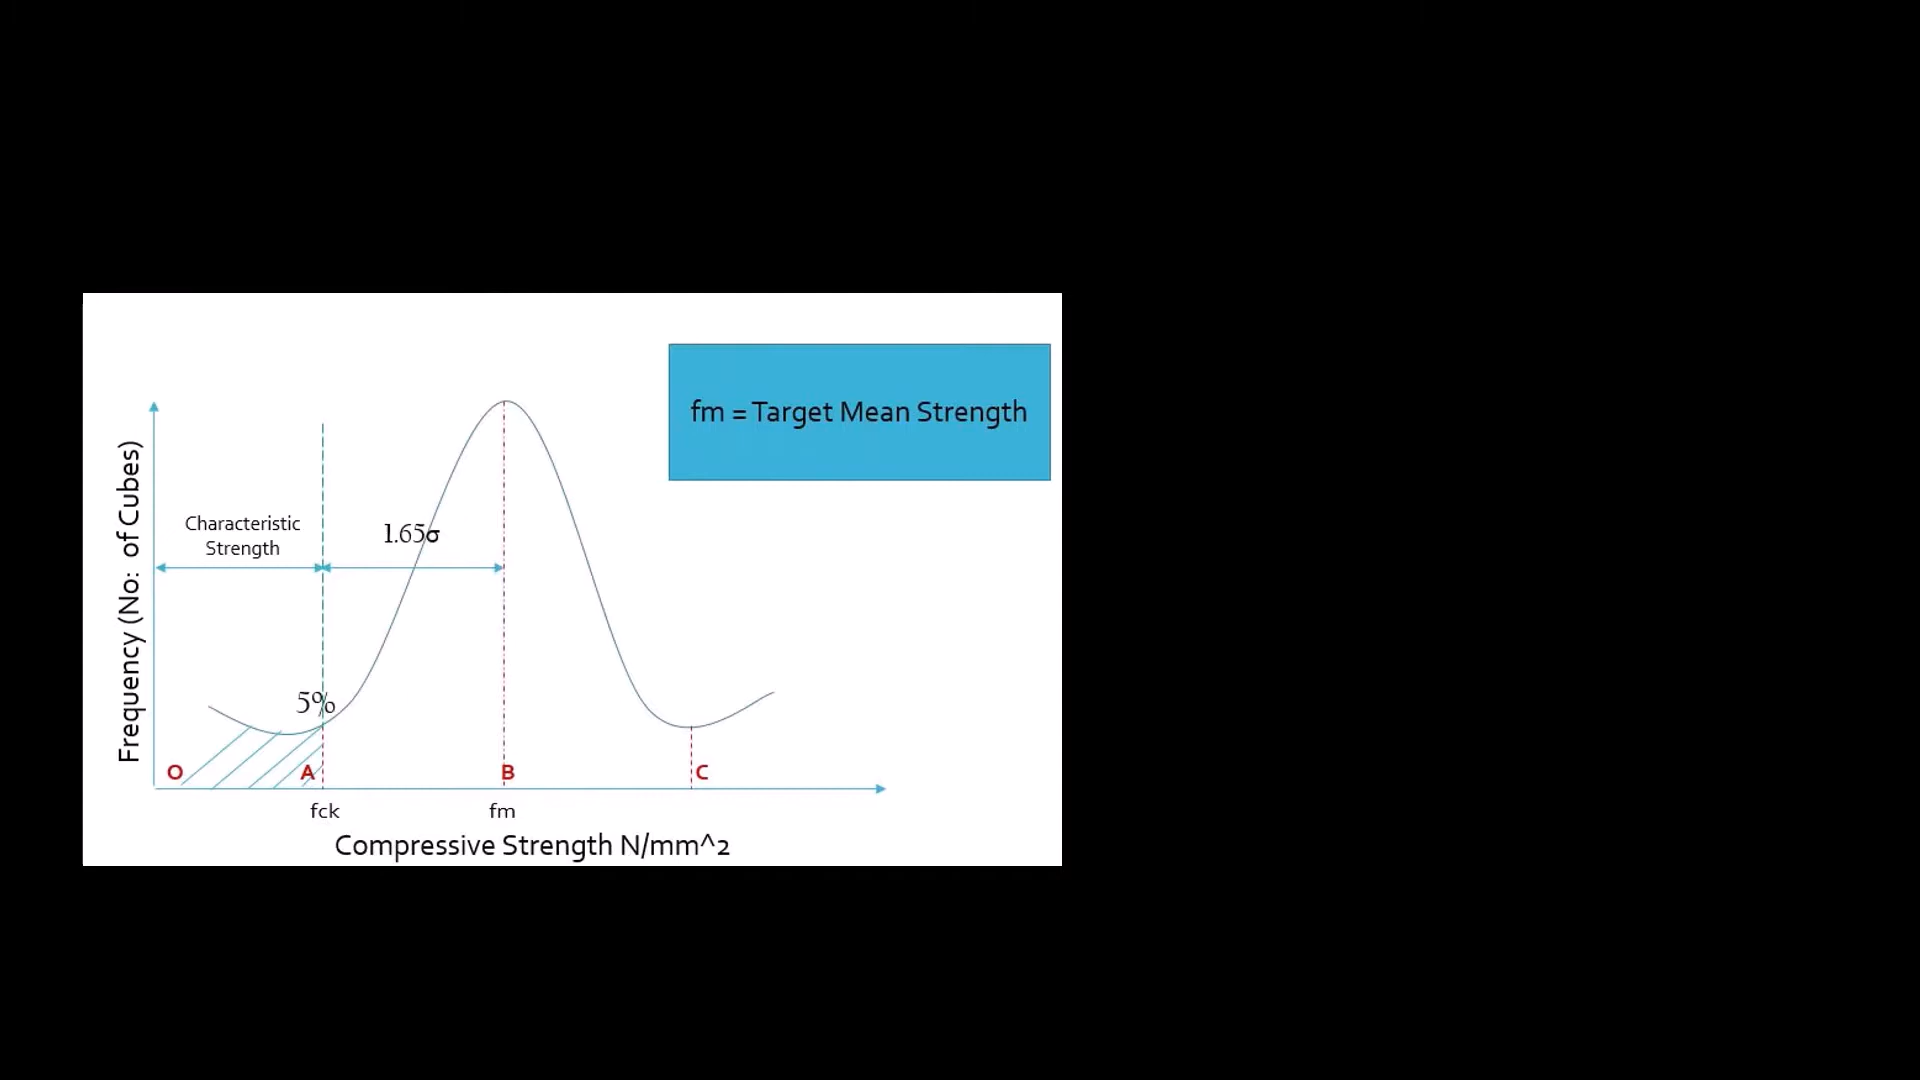 fm = Target Mean Strength
Frequency (No:  of Cubes)
Characteristic
Strength
1.65σ
5%
O
A
B
C
fck
fm
Compressive Strength N/mm^2